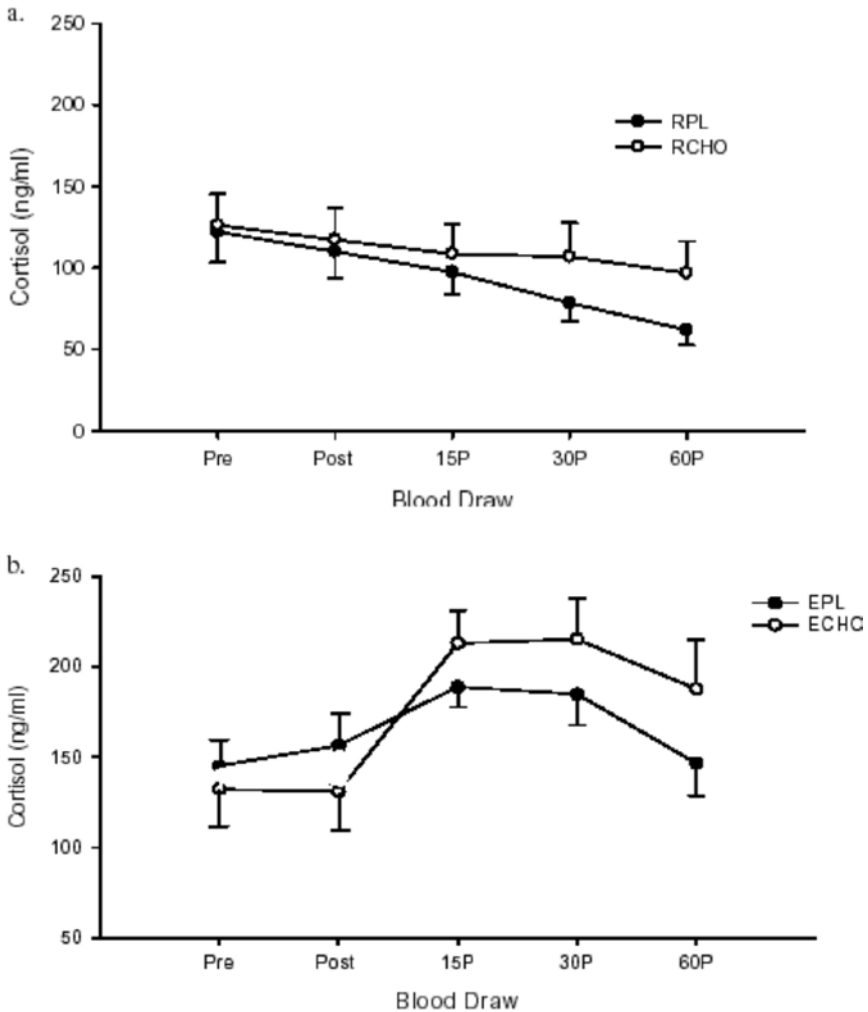 a.
250
200
150
100
50
0
Cortisol (ng/ml)
RPL
RCHO
Pre Post 15P 30P 60P
Blood Draw
b.
250
200
150
100
50
Cortisol (ng/ml)
EPL
ECHO
Pre Post 15P 30P 60P
Blood Draw